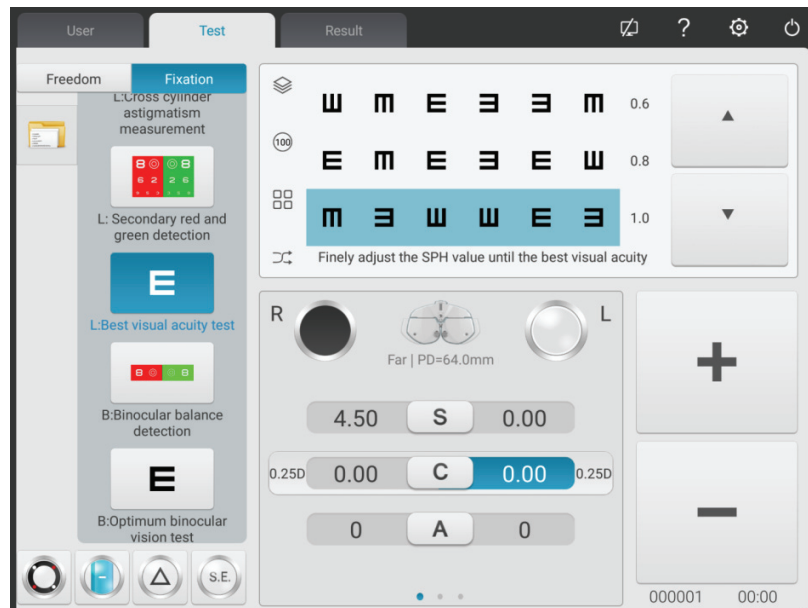 User
Test
Result
?
Freedom
Fixation
L:Cross cylinder
astigmatism
measurement
8 8
6 2 2 6
L: Secondary red and
green detection
E
L:Best visual acuity test
8 8
B:Binocular balance
detection
E
B:Optimum binocular
vision test
S.E.
100
Ш m E Ǝ Ǝ m 0.6
E m E Ǝ E Ш 0.8
m Ǝ Ш Ш E Ǝ 1.0
Finely adjust the SPH value until the best visual acuity
R
L
Far | PD=64.0mm
4.50 S 0.00
0.25D 0.00 C 0.00 0.25D
0 A 0
+
−
000001 00:00